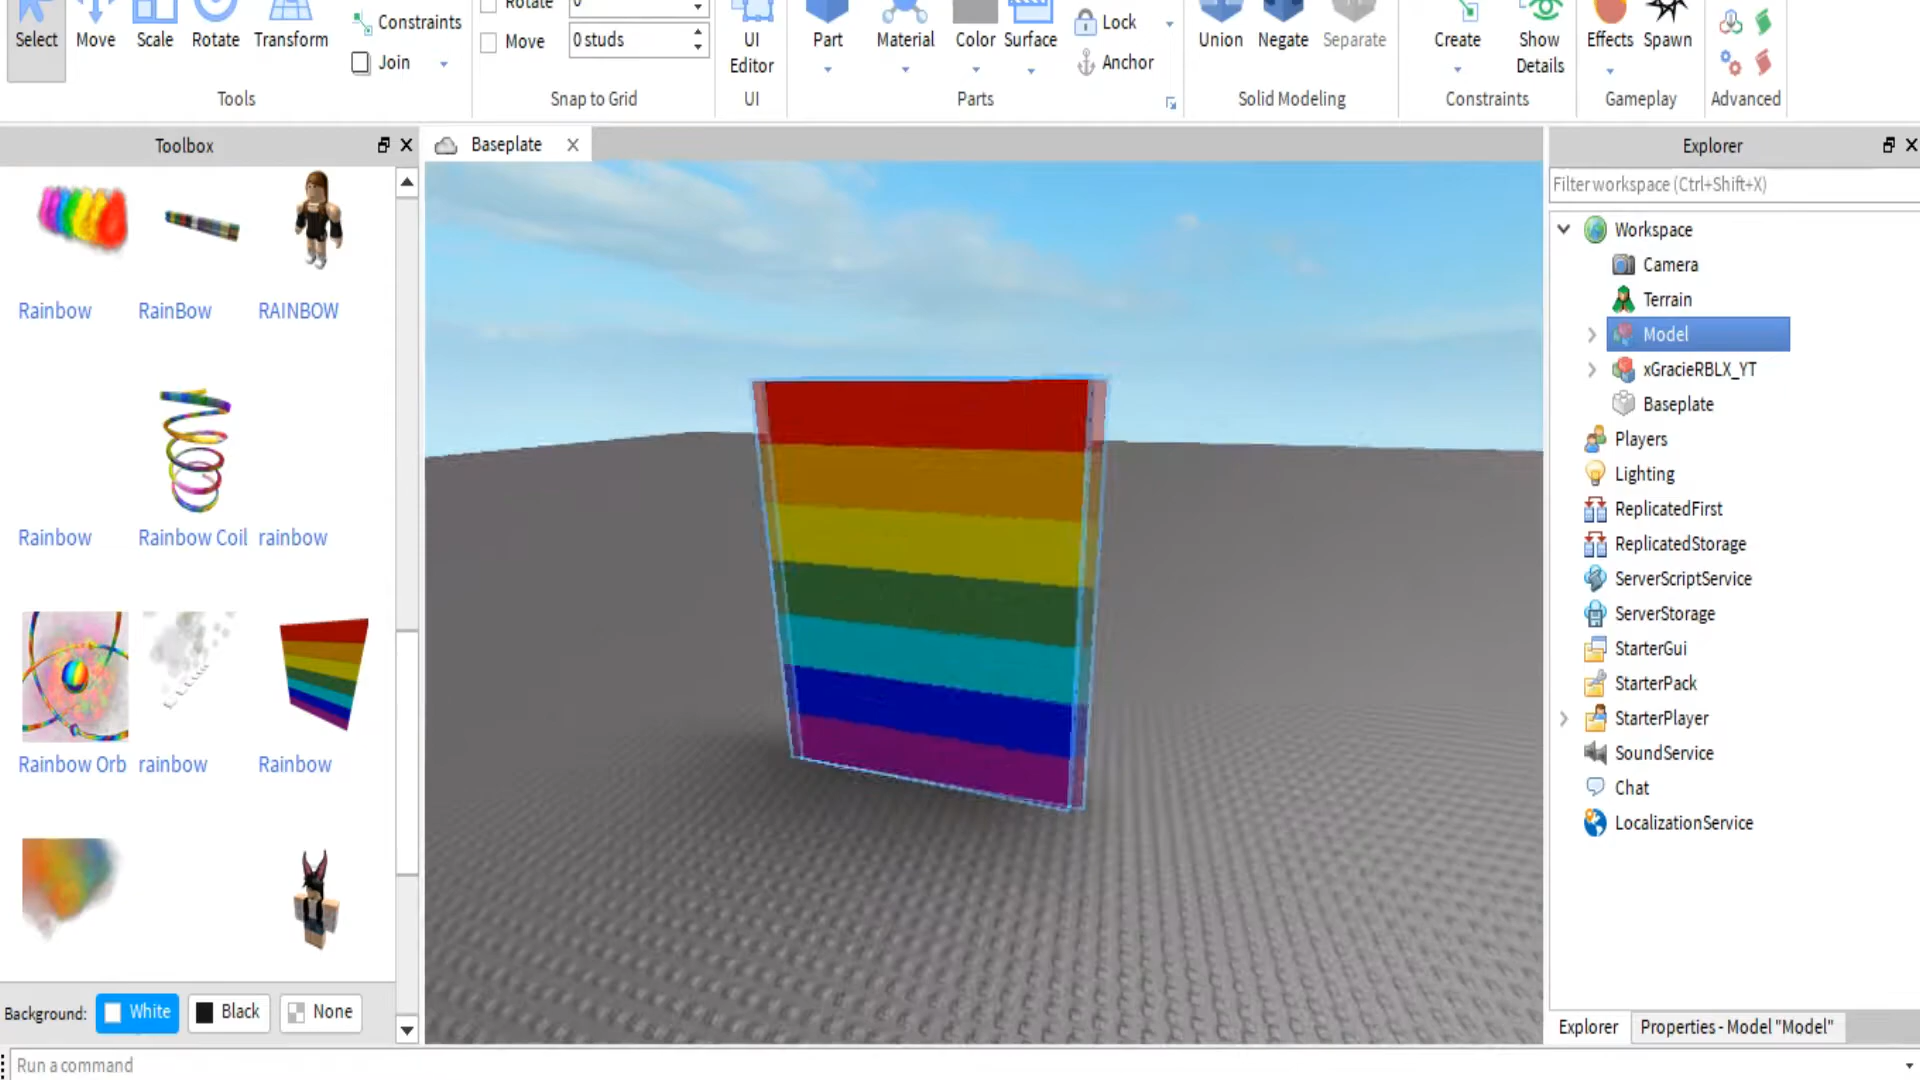 Select Move Scale Rotate Transform
Constraints
Join
Tools
Rotate 0
Move 0 studs
Snap to Grid
UI
Editor
UI
Part Material Color Surface
Lock
Anchor
Parts
Union Negate Separate
Solid Modeling
Create Show
Details
Constraints
Effects Spawn
Gameplay
Advanced
Toolbox
Rainbow RainBow RAINBOW
Rainbow Rainbow Coil rainbow
Rainbow Orb rainbow Rainbow
Background: White Black None
Baseplate
Explorer
Filter workspace (Ctrl+Shift+X)
Workspace
Camera
Terrain
Model
xGracieRBLX_YT
Baseplate
Players
Lighting
ReplicatedFirst
ReplicatedStorage
ServerScriptService
ServerStorage
StarterGui
StarterPack
StarterPlayer
SoundService
Chat
LocalizationService
Explorer Properties - Model "Model"
Run a command